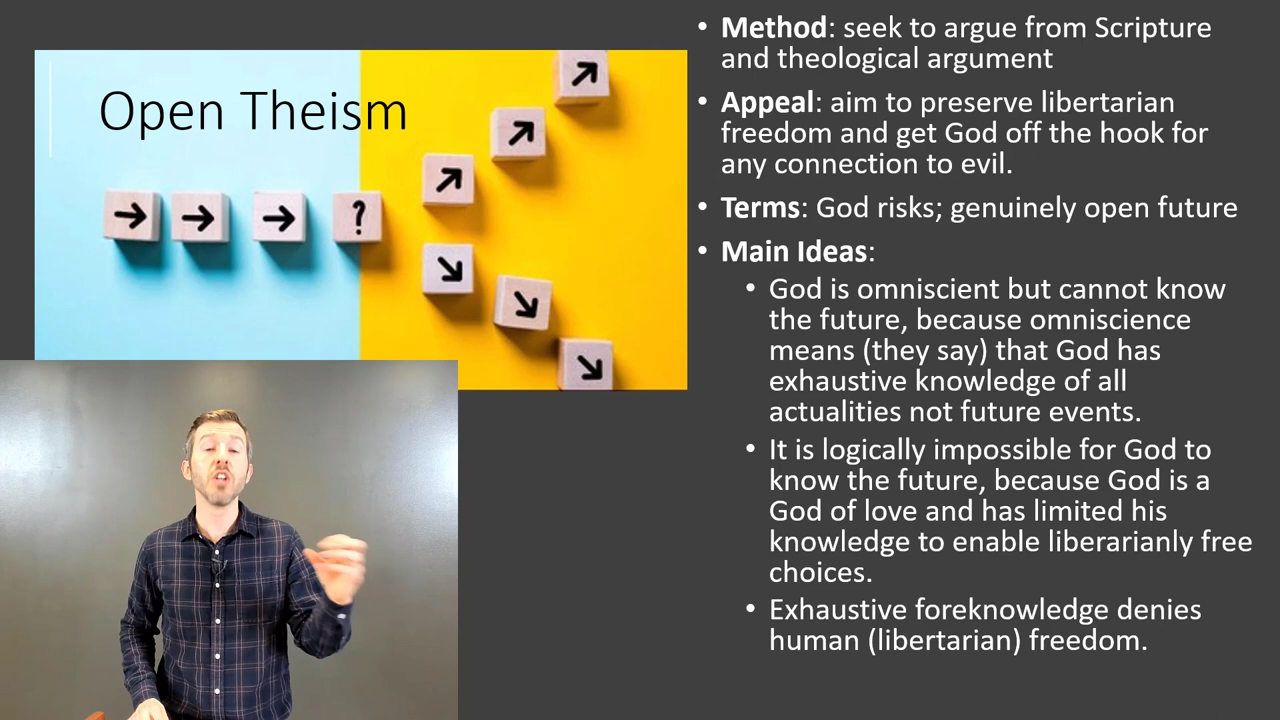 Open Theism
?
• Method: seek to argue from Scripture
and theological argument
• Appeal: aim to preserve libertarian
freedom and get God off the hook for
any connection to evil.
• Terms: God risks; genuinely open future
• Main Ideas:
• God is omniscient but cannot know
the future, because omniscience
means (they say) that God has
exhaustive knowledge of all
actualities not future events.
• It is logically impossible for God to
know the future, because God is a
God of love and has limited his
knowledge to enable liberarianly free
choices.
• Exhaustive foreknowledge denies
human (libertarian) freedom.